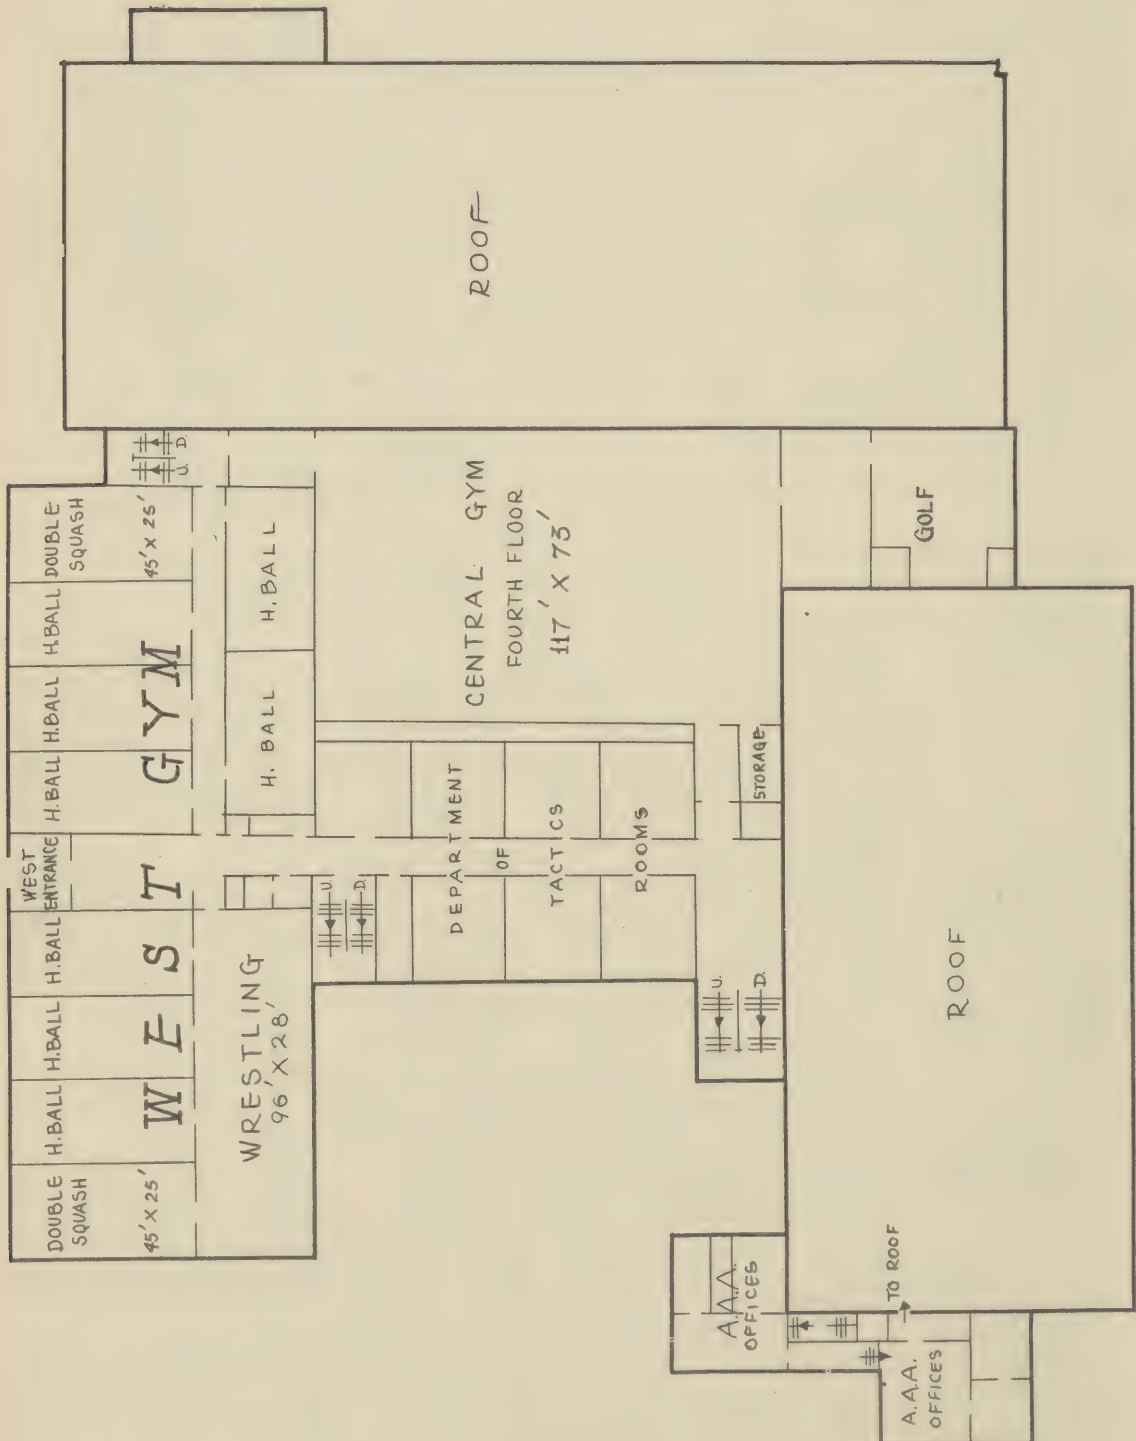 DOUBLE
SQUASH
45' X 25'
H.BALL
H.BALL
H.BALL
WEST
ENTRANCE
H.BALL
H.BALL
H.BALL
DOUBLE
SQUASH
45' X 25'
WEST GYM
U.
D.
WRESTLING
96' X 28'
H. BALL
H. BALL
U.
D.
DEPARTMENT
OF
TACTICS
ROOMS
CENTRAL GYM
FOURTH FLOOR
117' X 73'
ROOF
U.
D.
STORAGE
GOLF
A.A.A.
OFFICES
TO ROOF
A.A.A.
OFFICES
ROOF